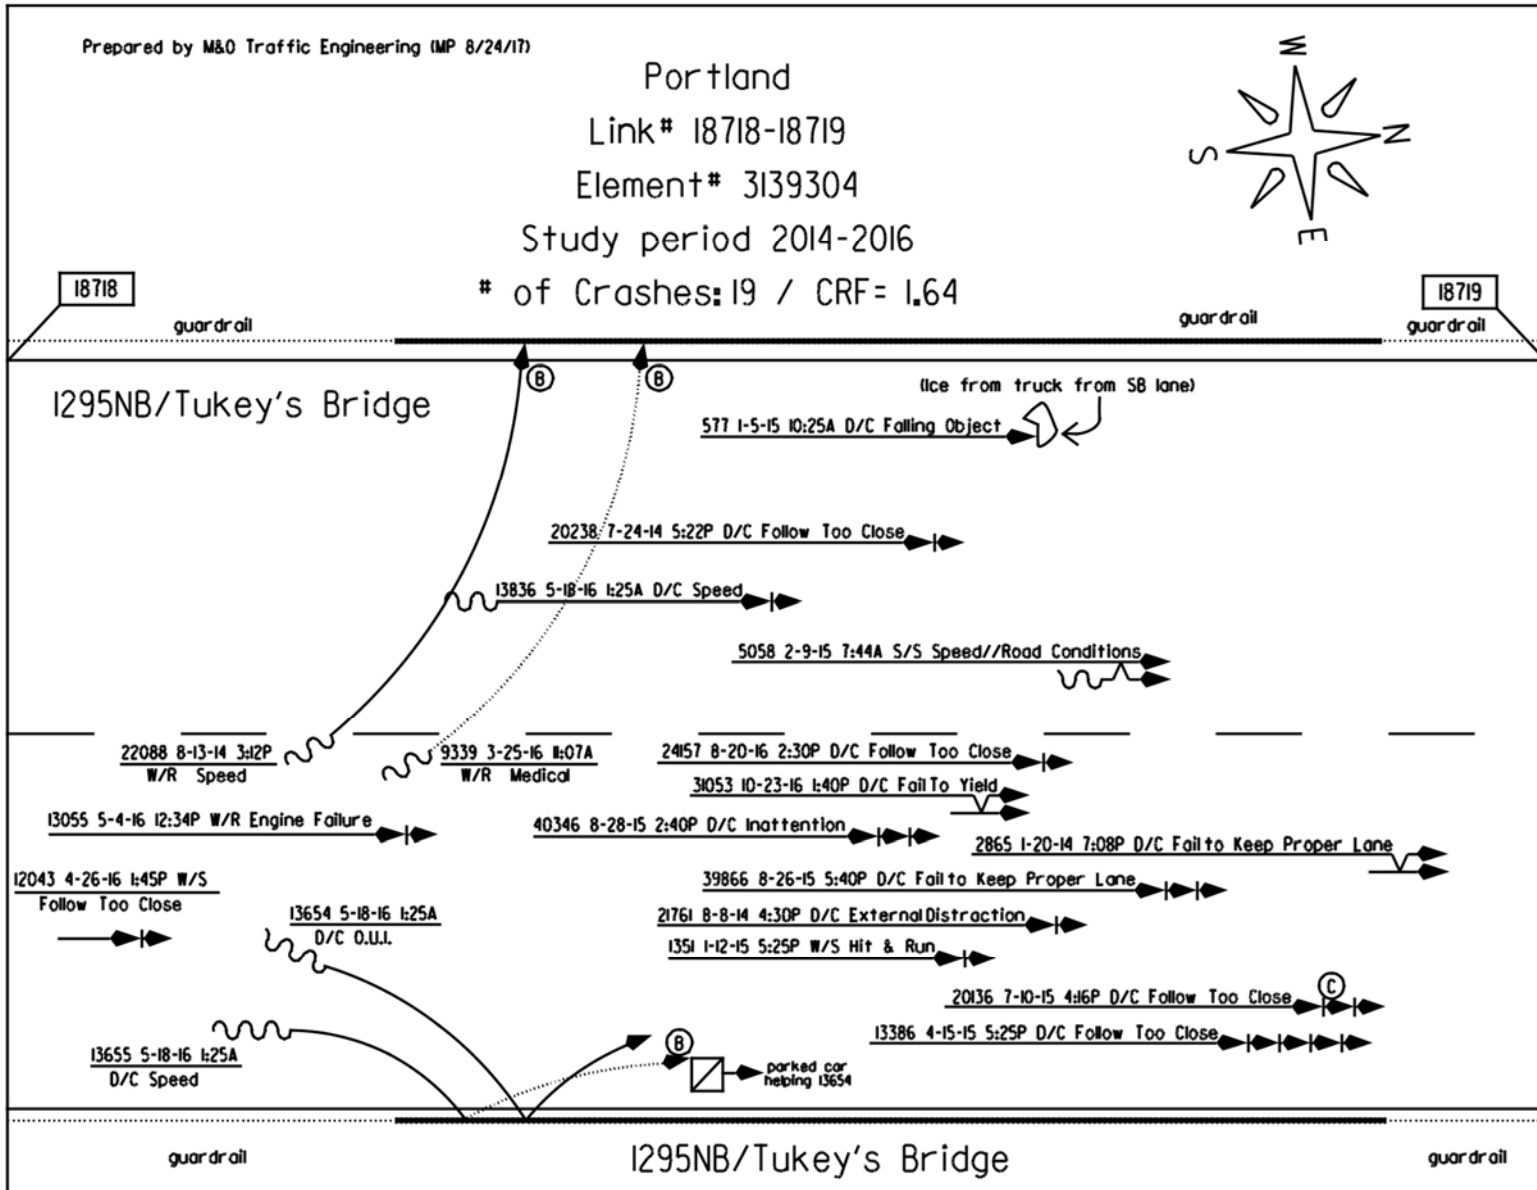 Prepared by M&O Traffic Engineering (MP 8/24/17)
Portland
Link# 18718-18719
Element# 3139304
Study period 2014-2016
# of Crashes: 19 / CRF= 1.64
W
N
S
E
18718
18719
guardrail
guardrail
guardrail
I295NB/Tukey's Bridge
B
B
(Ice from truck from SB lane)
577 1-5-15 10:25A D/C Falling Object
20238 7-24-14 5:22P D/C Follow Too Close
13836 5-18-16 1:25A D/C Speed
5058 2-9-15 7:44A S/S Speed//Road Conditions
22088 8-13-14 3:12P
W/R Speed
9339 3-25-16 11:07A
W/R Medical
24157 8-20-16 2:30P D/C Follow Too Close
31053 10-23-16 1:40P D/C Fail To Yield
13055 5-4-16 12:34P W/R Engine Failure
40346 8-28-15 2:40P D/C Inattention
2865 1-20-14 7:08P D/C Fail to Keep Proper Lane
12043 4-26-16 1:45P W/S
Follow Too Close
39866 8-26-15 5:40P D/C Fail to Keep Proper Lane
13654 5-18-16 1:25A
D/C O.U.I.
21761 8-8-14 4:30P D/C External Distraction
1351 1-12-15 5:25P W/S Hit & Run
C
20136 7-10-15 4:16P D/C Follow Too Close
13386 4-15-15 5:25P D/C Follow Too Close
13655 5-18-16 1:25A
D/C Speed
B
parked car
helping 13654
guardrail
I295NB/Tukey's Bridge
guardrail